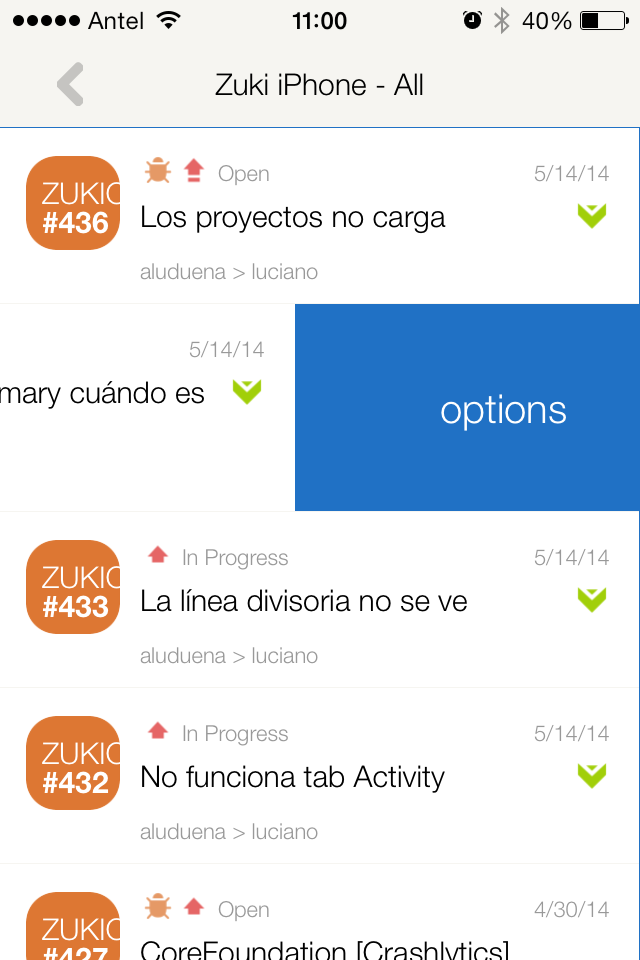 Antel 11:00 40%
Zuki iPhone - All
Open 5/14/14
ZUKIC
#436
Los proyectos no carga
aluduena > luciano
5/14/14
mary cuándo es
options
In Progress 5/14/14
ZUKIC
#433
La línea divisoria no se ve
aluduena > luciano
In Progress 5/14/14
ZUKIC
#432
No funciona tab Activity
aluduena > luciano
Open 4/30/14
ZUKIC
#427
CoreFoundation [Crashlytics]